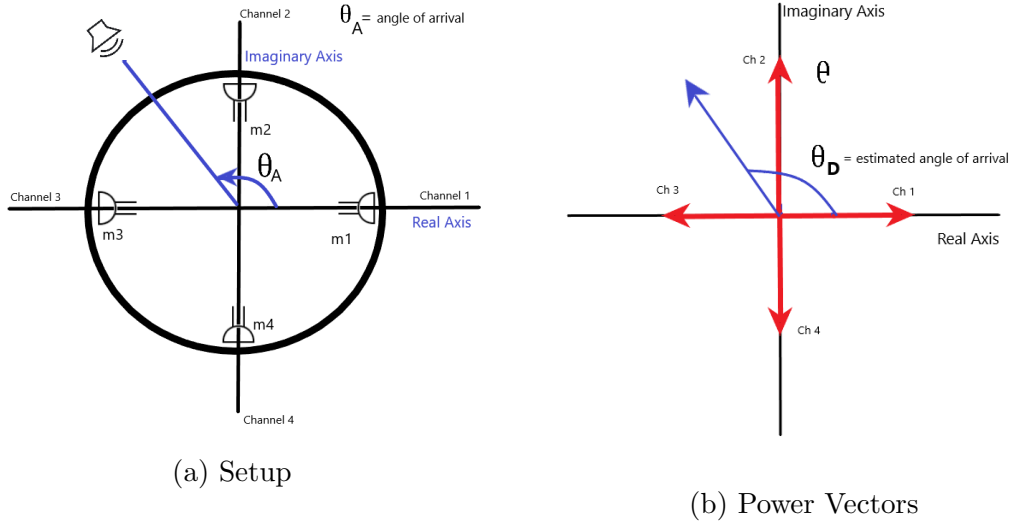 Channel 2
θA = angle of arrival
Imaginary Axis
m2
θA
Channel 3
Channel 1
m3
m1
Real Axis
m4
Channel 4
(a) Setup
Imaginary Axis
Ch 2
θD = estimated angle of arrival
Ch 3
Ch 1
Real Axis
Ch 4
(b) Power Vectors